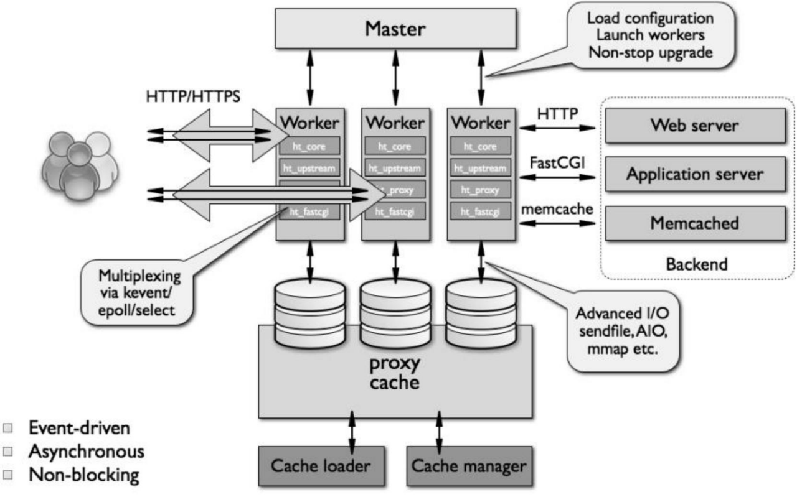 Master
Load configuration
Launch workers
Non-stop upgrade
HTTP/HTTPS
Worker
ht_core
ht_upstream
ht_fastcgi
Worker
ht_core
ht_upstream
ht_proxy
ht_fastcgi
Worker
ht_core
ht_upstream
ht_proxy
ht_fastcgi
HTTP
FastCGI
memcache
Web server
Application server
Memcached
Backend
Multiplexing
via kevent/
epoll/select
Advanced I/O
sendfile, AIO,
mmap etc.
proxy
cache
Cache loader
Cache manager
Event-driven
Asynchronous
Non-blocking